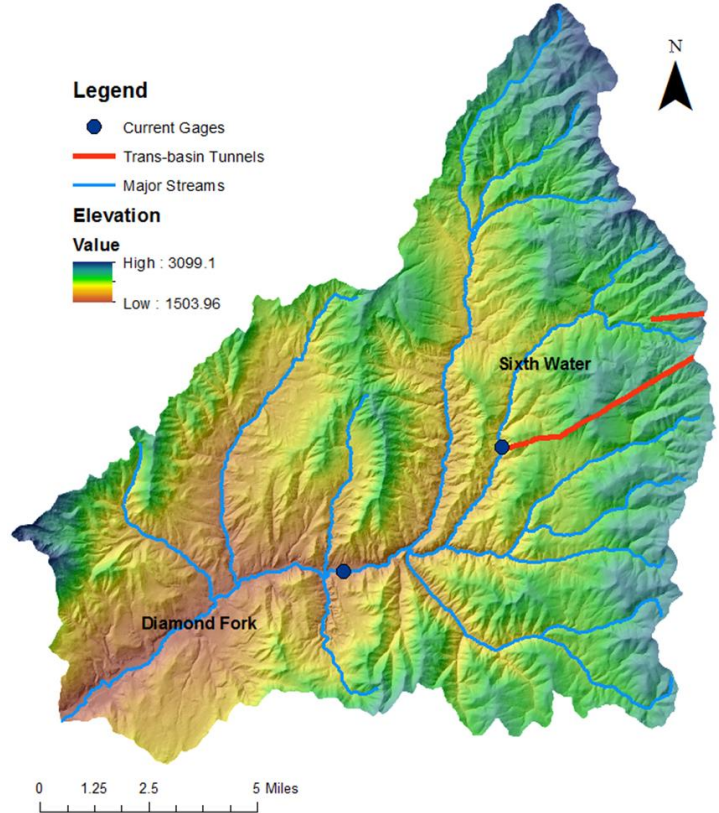 N
Legend
Current Gages
Trans-basin Tunnels
Major Streams
Elevation
Value
High : 3099.1
Low : 1503.96
Sixth Water
Diamond Fork
0 1.25 2.5 5 Miles